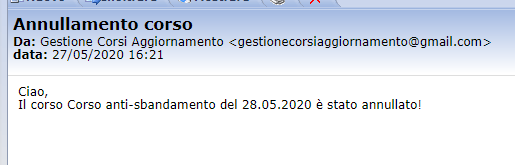 Annullamento corso
Da: Gestione Corsi Aggiornamento <gestionecorsiaggiornamento@gmail.com>
data: 27/05/2020 16:21
Ciao,
Il corso Corso anti-sbandamento del 28.05.2020 è stato annullato!